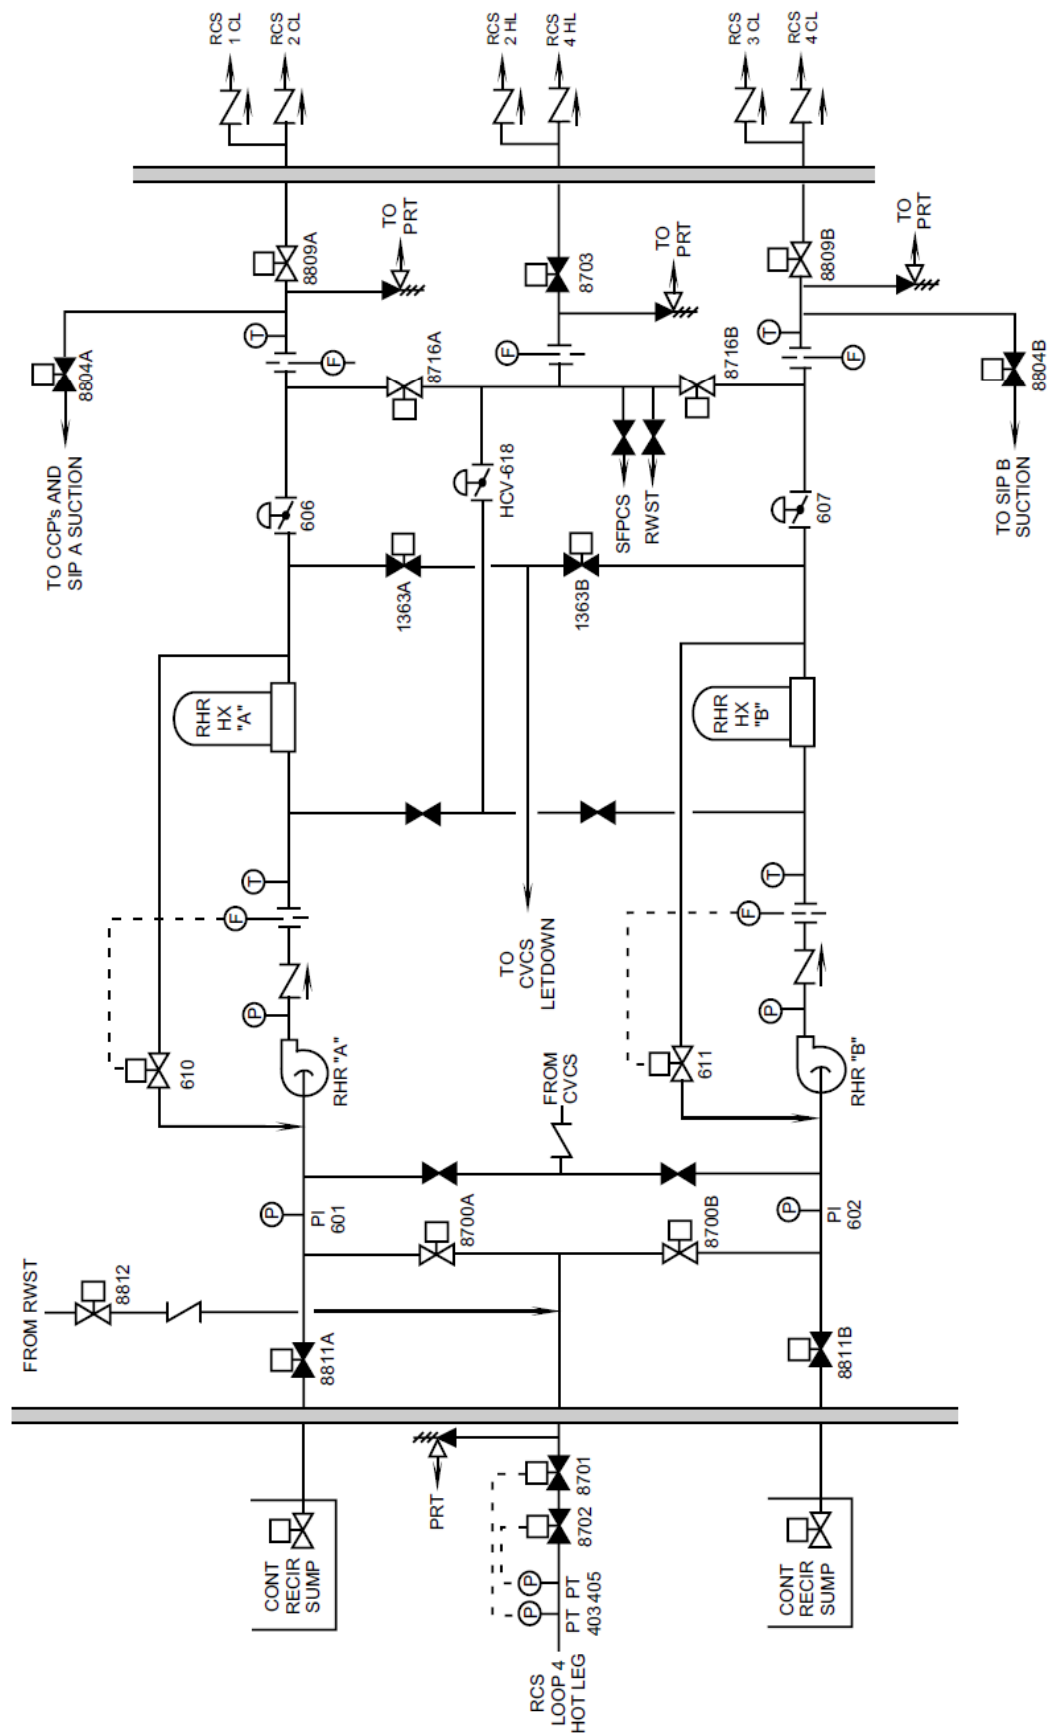 RCS
1 CL
RCS
2 CL
RCS
2 HL
RCS
4 HL
RCS
3 CL
RCS
4 CL
TO
PRT
8809A
T
F
8804A
TO CCP's AND
SIP A SUCTION
8716A
TO
PRT
8703
F
8716B
TO
PRT
8809B
T
F
8804B
TO SIP B
SUCTION
606
HCV-618
SFPCS
RWST
607
1363A
1363B
RHR
HX
"A"
RHR
HX
"B"
T
F
P
610
RHR "A"
TO
CVCS
LETDOWN
T
F
P
611
RHR "B"
FROM
CVCS
P
PI
601
8700A
8700B
P
PI
602
FROM RWST
8812
8811A
8811B
PRT
8701
8702
P
P
PT
403
PT
405
RCS
LOOP 4
HOT LEG
CONT
RECIR
SUMP
CONT
RECIR
SUMP